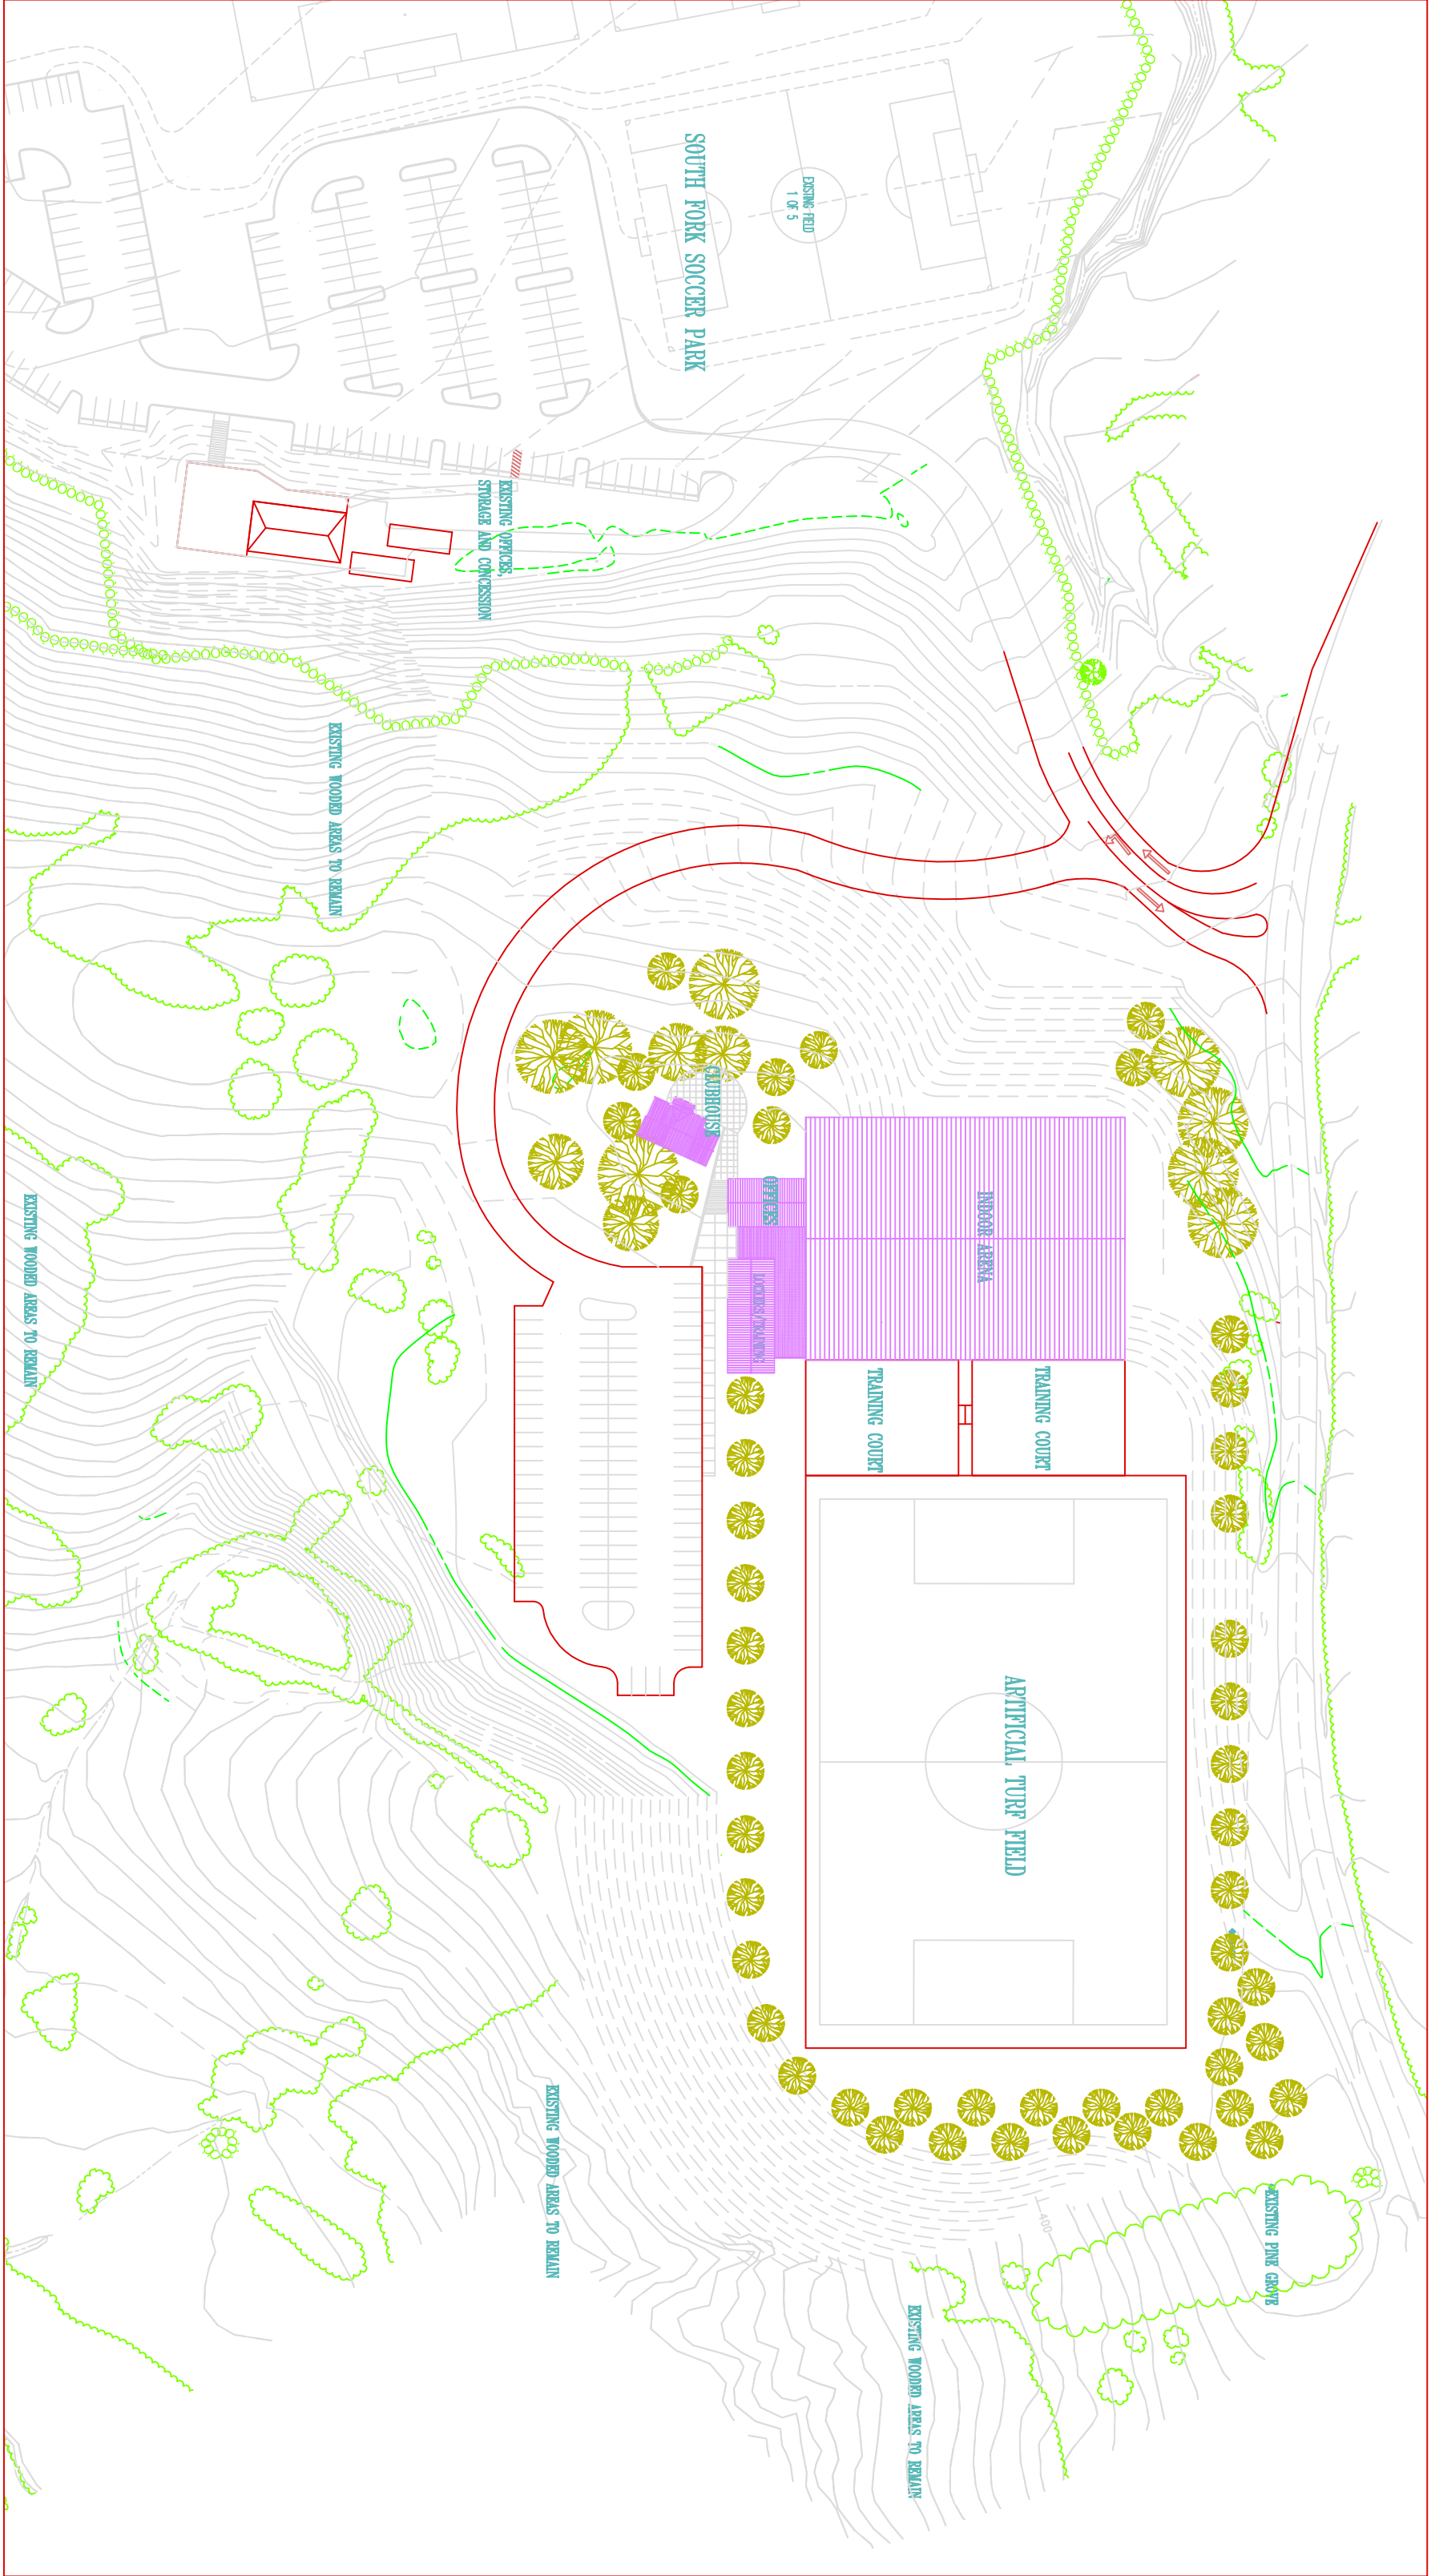 SOUTH FORK SOCCER PARK
EXISTING FIELD
1 OF 5
EXISTING OFFICES,
STORAGE AND CONCESSION
EXISTING WOODED AREAS TO REMAIN
CLUBHOUSE
OFFICES
INDOOR ARENA
LOCKERS/TRAINING
EXISTING WOODED AREAS TO REMAIN
TRAINING COURT
TRAINING COURT
ARTIFICIAL TURF FIELD
EXISTING WOODED AREAS TO REMAIN
400
EXISTING PINE GROVE
EXISTING WOODED AREAS TO REMAIN